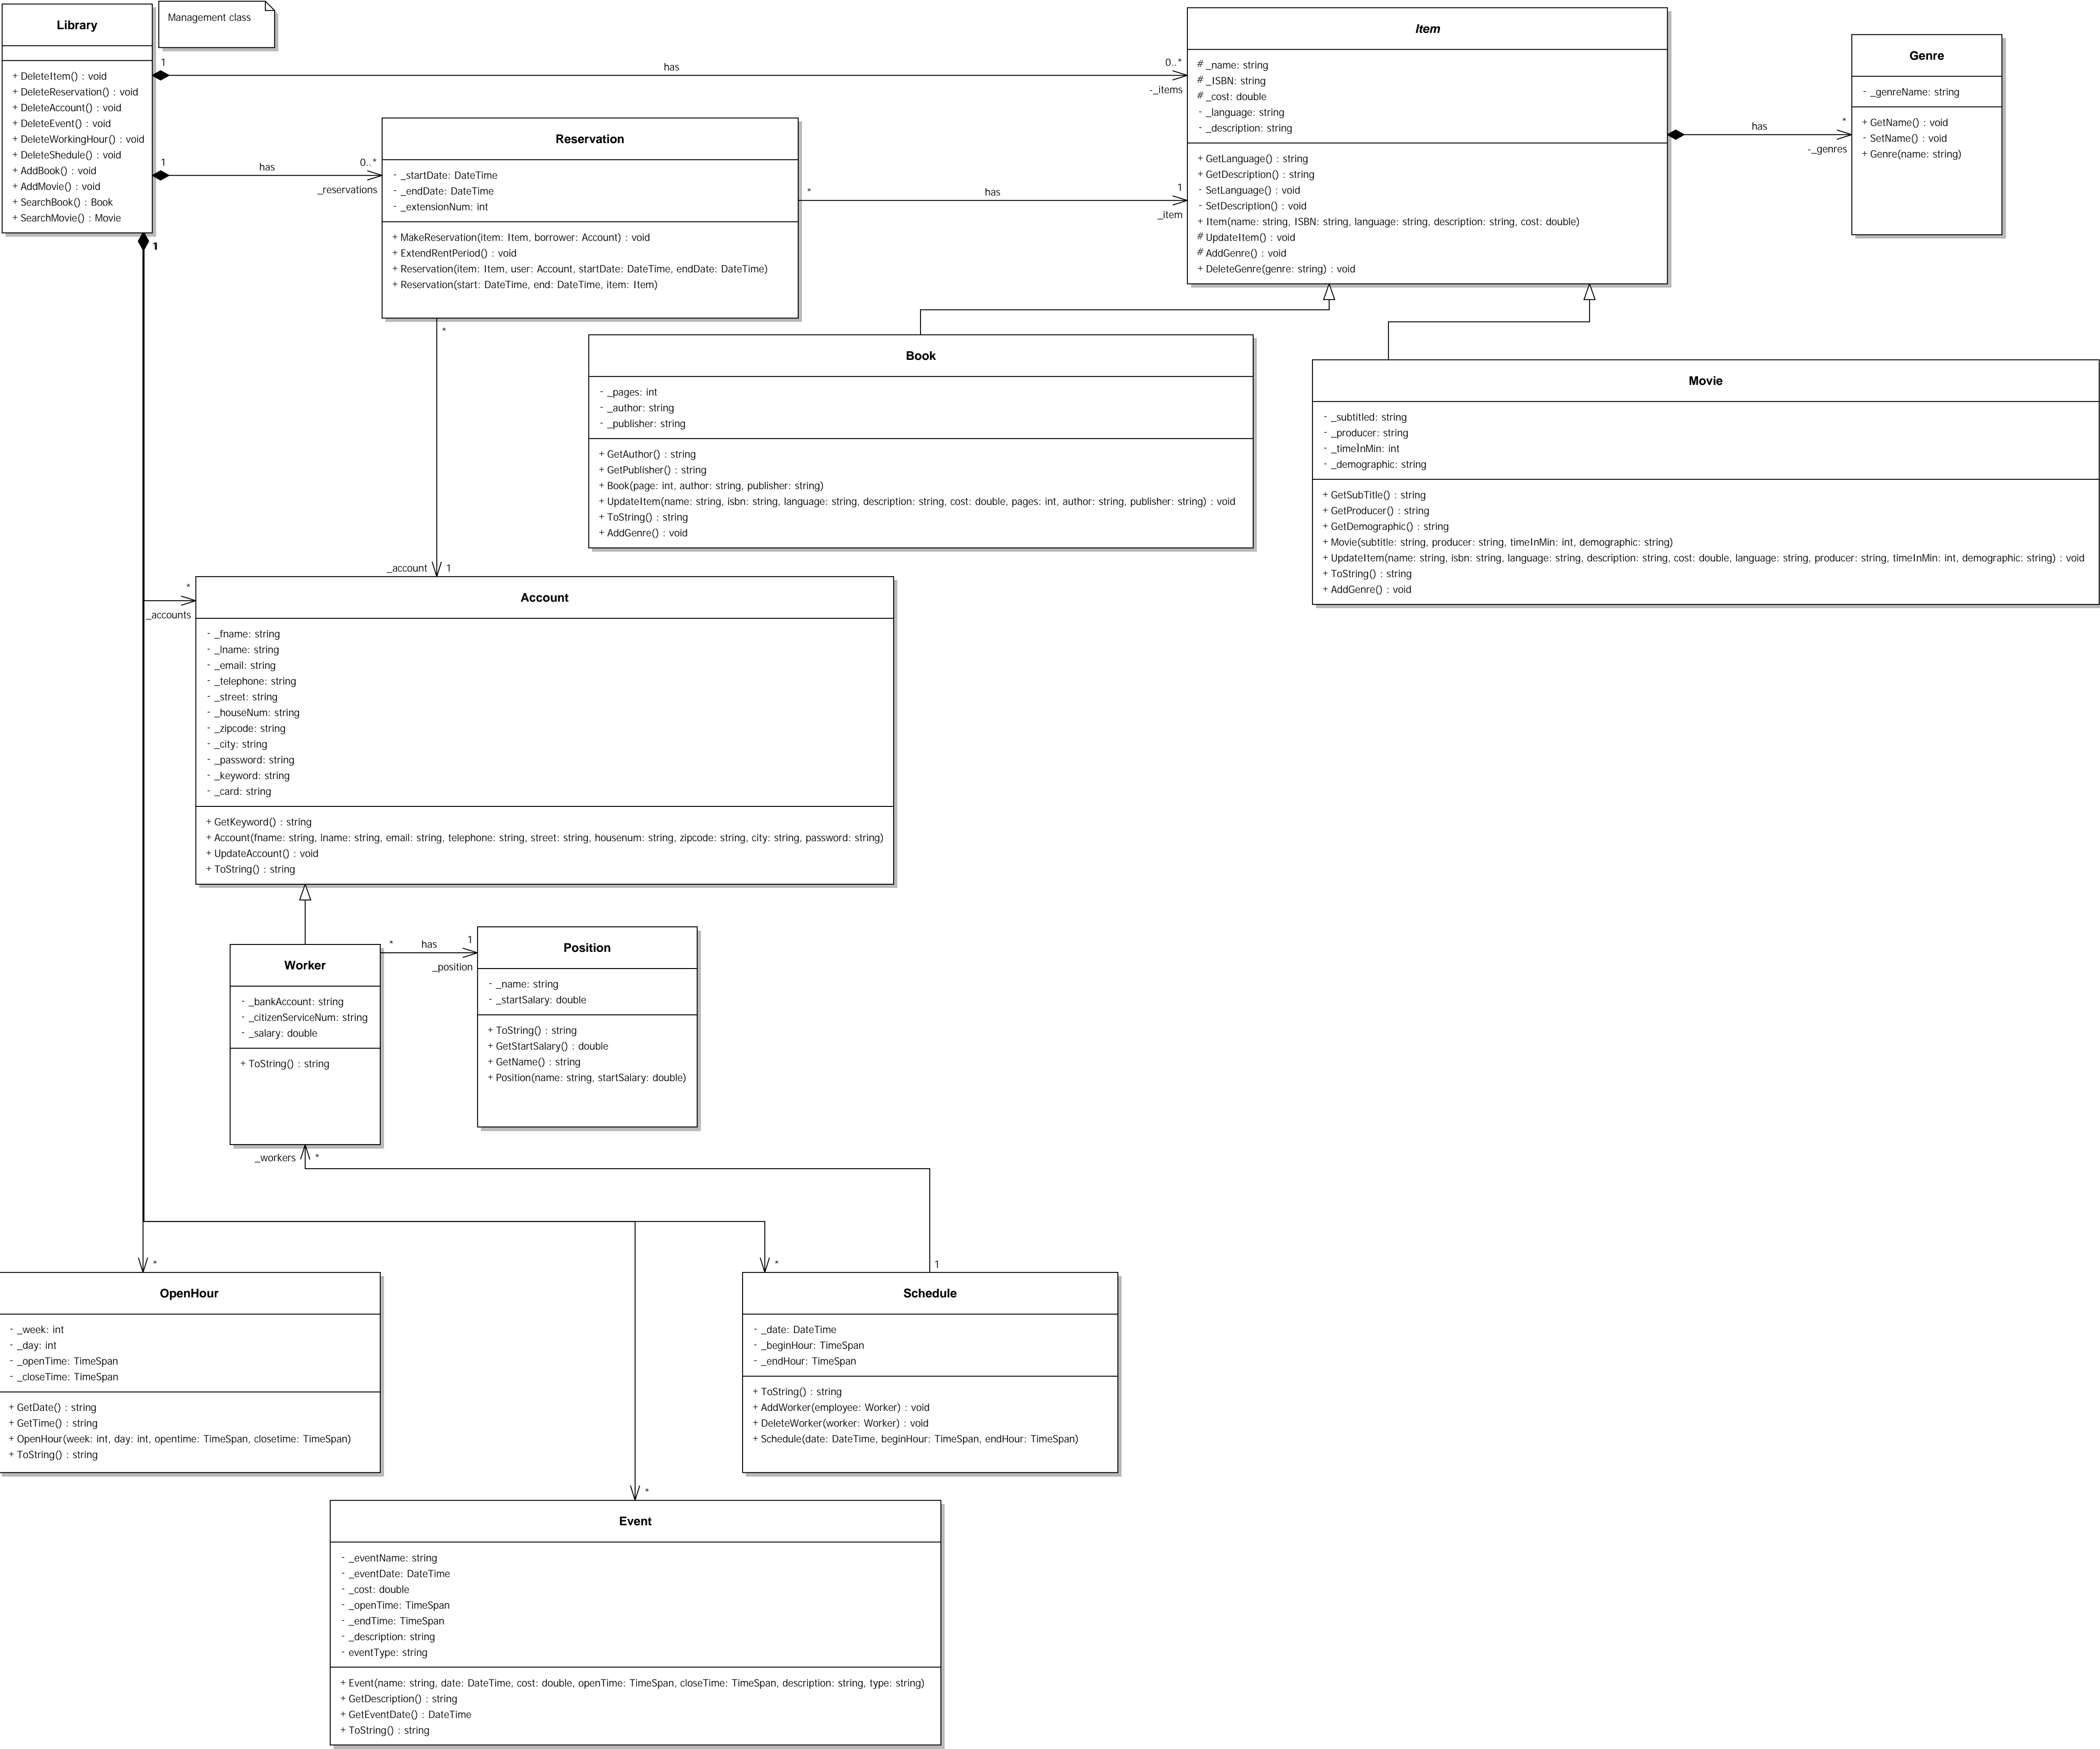 Library
+ DeleteItem() : void
+ DeleteReservation() : void
+ DeleteAccount() : void
+ DeleteEvent() : void
+ DeleteWorkingHour() : void
+ DeleteShedule() : void
+ AddBook() : void
+ AddMovie() : void
+ SearchBook() : Book
+ SearchMovie() : Movie
Management class
1
has
0..*
-_items
1
has
0..*
_reservations
1
Reservation
- _startDate: DateTime
- _endDate: DateTime
- _extensionNum: int
+ MakeReservation(item: Item, borrower: Account) : void
+ ExtendRentPeriod() : void
+ Reservation(item: Item, user: Account, startDate: DateTime, endDate: DateTime)
+ Reservation(start: DateTime, end: DateTime, item: Item)
*
has
1
_item
Item
# _name: string
# _ISBN: string
# _cost: double
- _language: string
- _description: string
+ GetLanguage() : string
+ GetDescription() : string
- SetLanguage() : void
- SetDescription() : void
+ Item(name: string, ISBN: string, language: string, description: string, cost: double)
# UpdateItem() : void
# AddGenre() : void
+ DeleteGenre(genre: string) : void
has
*
-_genres
Genre
- _genreName: string
+ GetName() : void
- SetName() : void
+ Genre(name: string)
Book
- _pages: int
- _author: string
- _publisher: string
+ GetAuthor() : string
+ GetPublisher() : string
+ Book(page: int, author: string, publisher: string)
+ UpdateItem(name: string, isbn: string, language: string, description: string, cost: double, pages: int, author: string, publisher: string) : void
+ ToString() : string
+ AddGenre() : void
Movie
- _subtitled: string
- _producer: string
- _timeInMin: int
- _demographic: string
+ GetSubTitle() : string
+ GetProducer() : string
+ GetDemographic() : string
+ Movie(subtitle: string, producer: string, timeInMin: int, demographic: string)
+ UpdateItem(name: string, isbn: string, language: string, description: string, cost: double, language: string, producer: string, timeInMin: int, demographic: string) : void
+ ToString() : string
+ AddGenre() : void
*
_account
1
*
_accounts
Account
- _fname: string
- _lname: string
- _email: string
- _telephone: string
- _street: string
- _houseNum: string
- _zipcode: string
- _city: string
- _password: string
- _keyword: string
- _card: string
+ GetKeyword() : string
+ Account(fname: string, lname: string, email: string, telephone: string, street: string, housenum: string, zipcode: string, city: string, password: string)
+ UpdateAccount() : void
+ ToString() : string
Worker
- _bankAccount: string
- _citizenServiceNum: string
- _salary: double
+ ToString() : string
*
has
1
_position
Position
- _name: string
- _startSalary: double
+ ToString() : string
+ GetStartSalary() : double
+ GetName() : string
+ Position(name: string, startSalary: double)
_workers
*
*
*
1
OpenHour
- _week: int
- _day: int
- _openTime: TimeSpan
- _closeTime: TimeSpan
+ GetDate() : string
+ GetTime() : string
+ OpenHour(week: int, day: int, opentime: TimeSpan, closetime: TimeSpan)
+ ToString() : string
Schedule
- _date: DateTime
- _beginHour: TimeSpan
- _endHour: TimeSpan
+ ToString() : string
+ AddWorker(employee: Worker) : void
+ DeleteWorker(worker: Worker) : void
+ Schedule(date: DateTime, beginHour: TimeSpan, endHour: TimeSpan)
*
Event
- _eventName: string
- _eventDate: DateTime
- _cost: double
- _openTime: TimeSpan
- _endTime: TimeSpan
- _description: string
- eventType: string
+ Event(name: string, date: DateTime, cost: double, openTime: TimeSpan, closeTime: TimeSpan, description: string, type: string)
+ GetDescription() : string
+ GetEventDate() : DateTime
+ ToString() : string